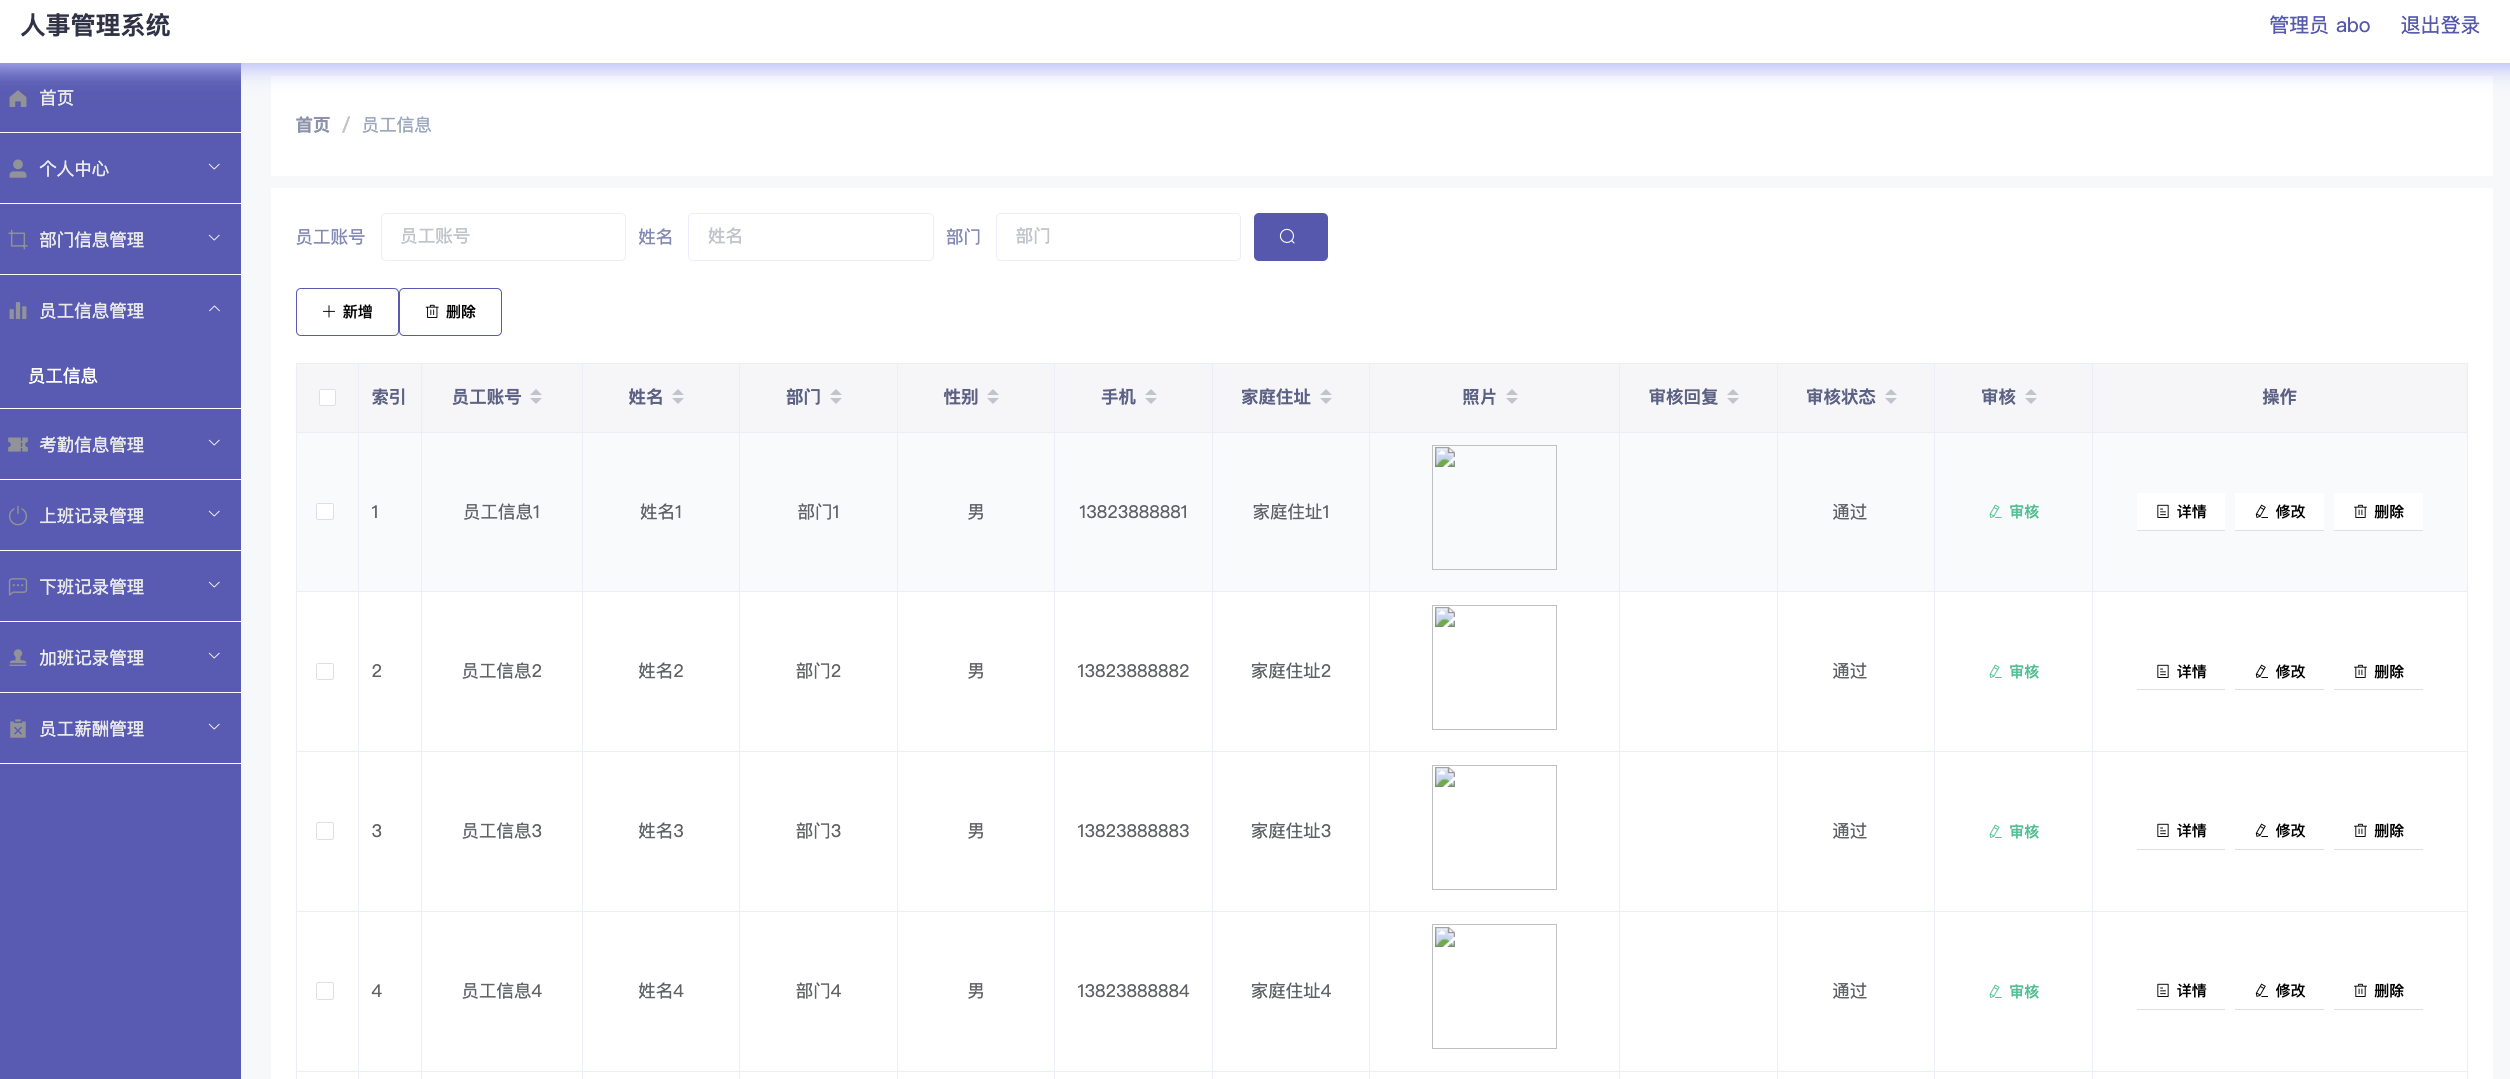 人事管理系统
管理员 abo 退出登录
首页
个人中心
部门信息管理
员工信息管理
员工信息
考勤信息管理
上班记录管理
下班记录管理
加班记录管理
员工薪酬管理
首页 / 员工信息
员工账号 员工账号 姓名 姓名 部门 部门
新增 删除
索引 员工账号 姓名 部门 性别 手机 家庭住址 照片 审核回复 审核状态 审核 操作
1 员工信息1 姓名1 部门1 男 13823888881 家庭住址1 通过 审核 详情 修改 删除
2 员工信息2 姓名2 部门2 男 13823888882 家庭住址2 通过 审核 详情 修改 删除
3 员工信息3 姓名3 部门3 男 13823888883 家庭住址3 通过 审核 详情 修改 删除
4 员工信息4 姓名4 部门4 男 13823888884 家庭住址4 通过 审核 详情 修改 删除